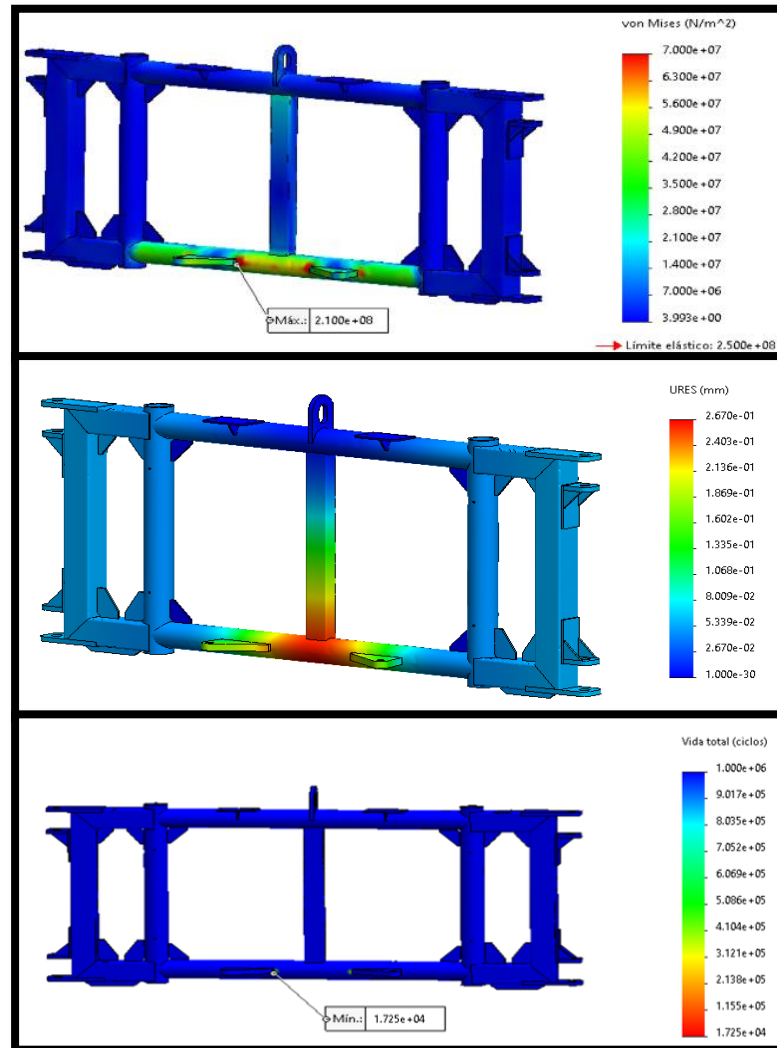 von Mises (N/m^2)
7.000e+07
6.300e+07
5.600e+07
4.900e+07
4.200e+07
3.500e+07
2.800e+07
2.100e+07
1.400e+07
7.000e+06
3.993e+00
Límite elástico: 2.500e+08
Máx.: 2.100e+08
URES (mm)
2.670e-01
2.403e-01
2.136e-01
1.869e-01
1.602e-01
1.335e-01
1.068e-01
8.009e-02
5.339e-02
2.670e-02
1.000e-30
Vida total (ciclos)
1.000e+06
9.017e+05
8.035e+05
7.052e+05
6.069e+05
5.086e+05
4.104e+05
3.121e+05
2.138e+05
1.155e+05
1.725e+04
Mín.: 1.725e+04